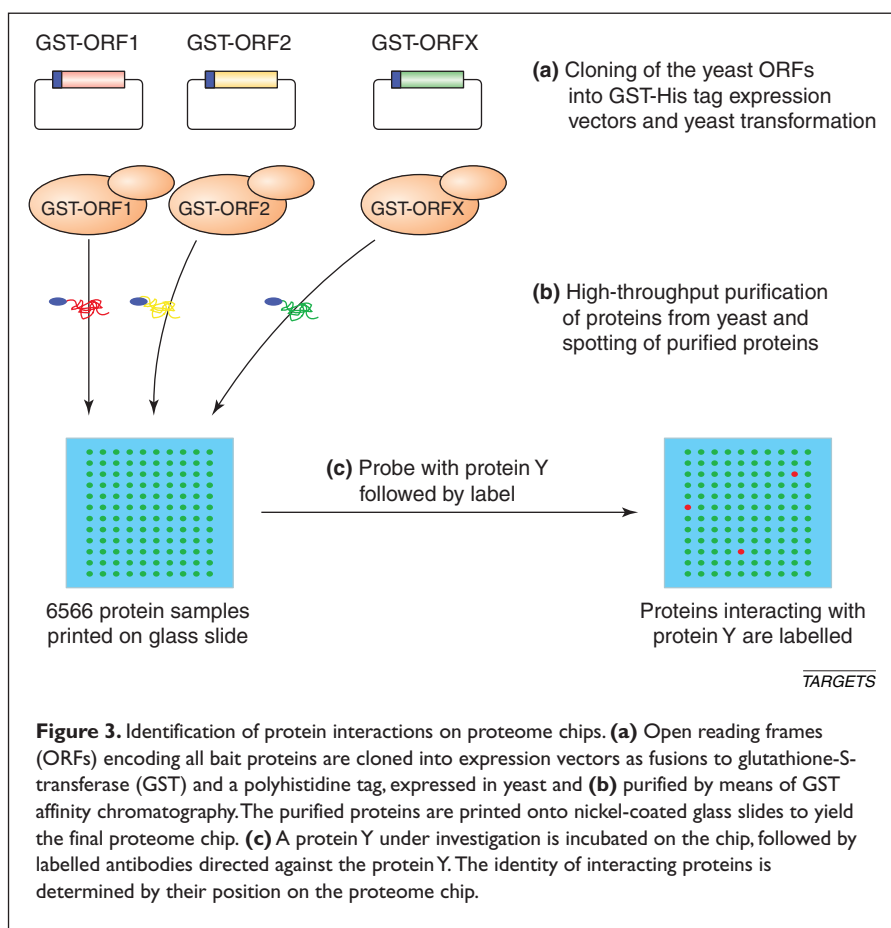 GST-ORF1 GST-ORF2 GST-ORFX
(a) Cloning of the yeast ORFs
into GST-His tag expression
vectors and yeast transformation
GST-ORF1 GST-ORF2 GST-ORFX
(b) High-throughput purification
of proteins from yeast and
spotting of purified proteins
(c) Probe with protein Y
followed by label
6566 protein samples
printed on glass slide
Proteins interacting with
protein Y are labelled
TARGETS
Figure 3. Identification of protein interactions on proteome chips. (a) Open reading frames
(ORFs) encoding all bait proteins are cloned into expression vectors as fusions to glutathione-S-
transferase (GST) and a polyhistidine tag, expressed in yeast and (b) purified by means of GST
affinity chromatography. The purified proteins are printed onto nickel-coated glass slides to yield
the final proteome chip. (c) A protein Y under investigation is incubated on the chip, followed by
labelled antibodies directed against the protein Y. The identity of interacting proteins is
determined by their position on the proteome chip.